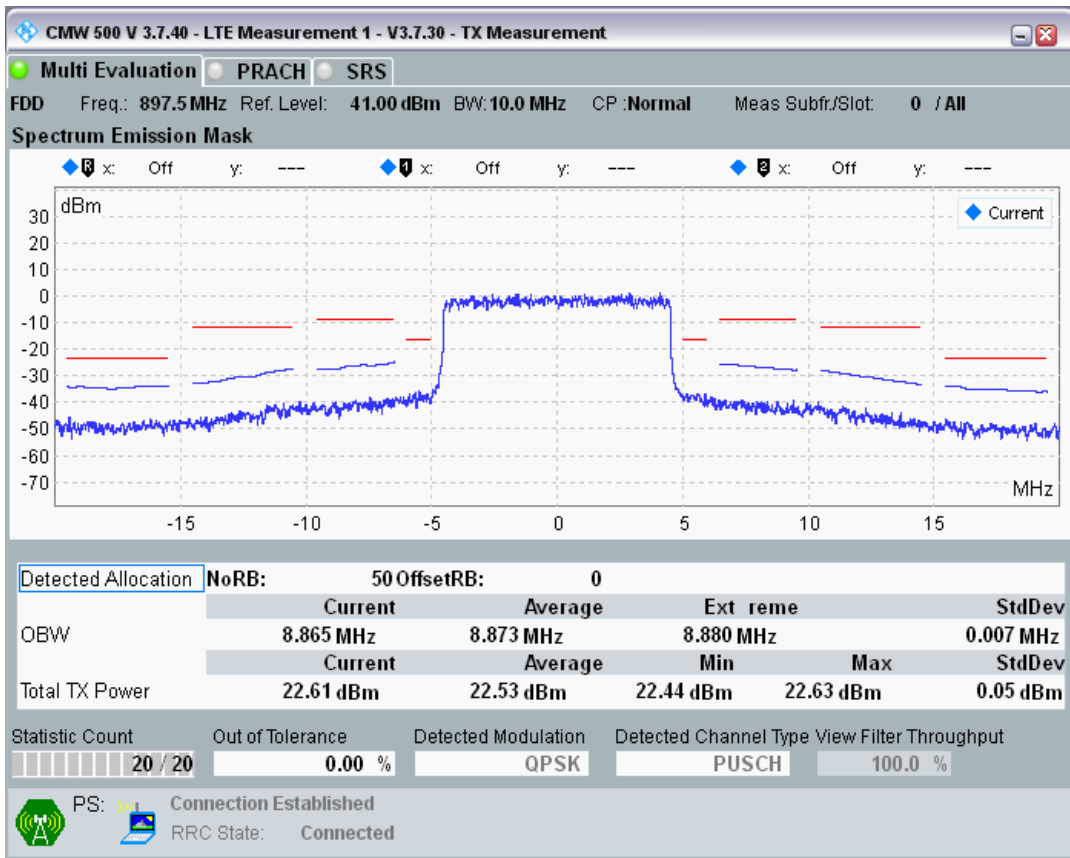 CMW 500 V 3.7.40 - LTE Measurement 1 - V3.7.30 - TX Measurement
Multi Evaluation PRACH SRS
FDD Freq.: 897.5 MHz Ref. Level: 41.00 dBm BW: 10.0 MHz CP :Normal Meas Subfr./Slot: 0 / All
Spectrum Emission Mask
R x: Off y: --- 1 x: Off y: --- 2 x: Off y: ---
dBm
Current
30
20
10
0
-10
-20
-30
-40
-50
-60
-70
MHz
-15 -10 -5 0 5 10 15
Detected Allocation NoRB: 50 OffsetRB: 0
Current Average Ext reme StdDev
OBW 8.865 MHz 8.873 MHz 8.880 MHz 0.007 MHz
Current Average Min Max StdDev
Total TX Power 22.61 dBm 22.53 dBm 22.44 dBm 22.63 dBm 0.05 dBm
Statistic Count Out of Tolerance Detected Modulation Detected Channel Type View Filter Throughput
20 / 20 0.00 % QPSK PUSCH 100.0 %
PS: Connection Established
RRC State: Connected